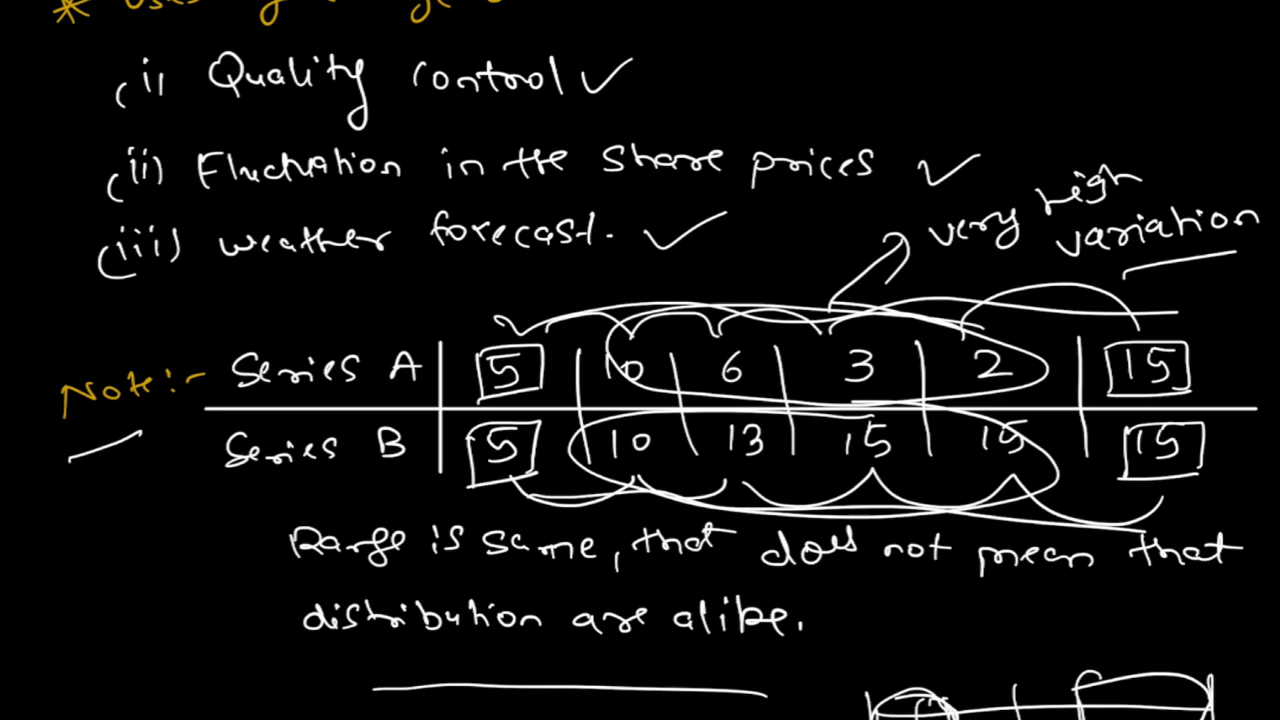 (i) Quality control ✓
(ii) Fluctuation in the share prices ✓
(iii) weather forecast. ✓
very high variation
Note:- Series A | 5 | 10 | 6 | 3 | 2 | 15
Series B | 5 | 10 | 13 | 15 | 15 | 15
Range is same, that does not mean that
distribution are alike.